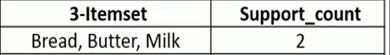 3-Itemset Support_count
Bread, Butter, Milk 2